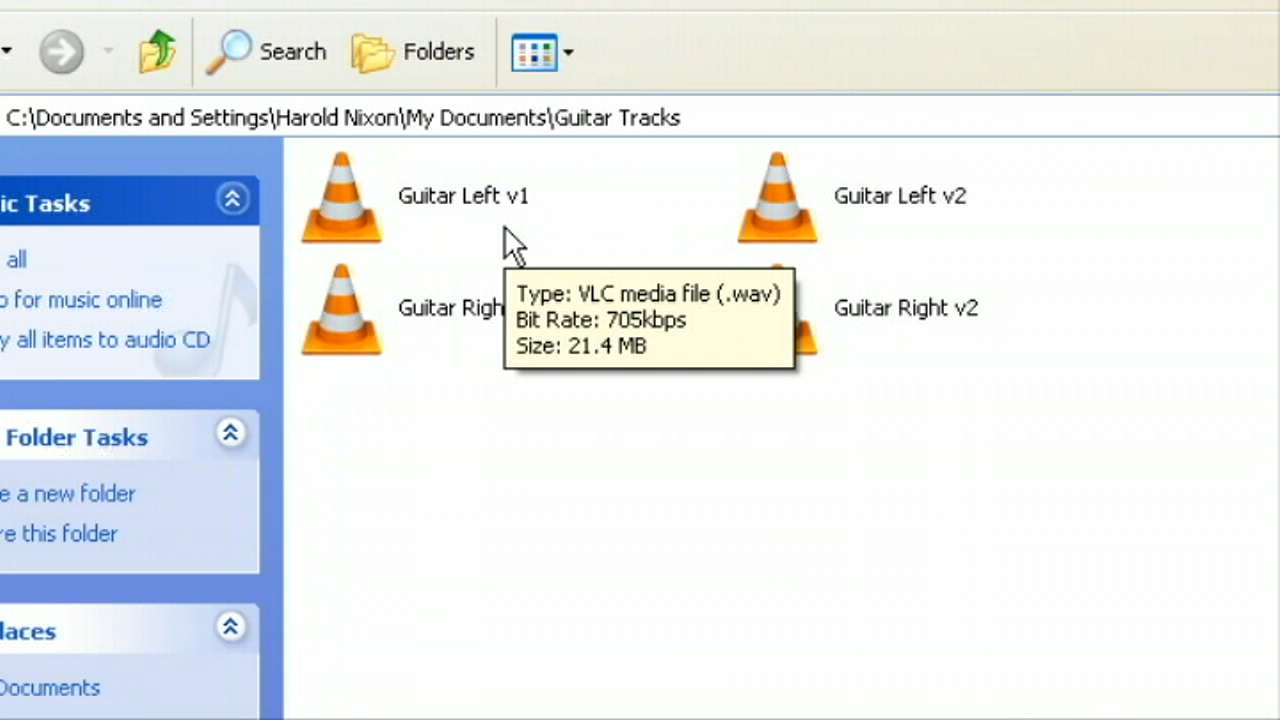 Search
Folders
C:\Documents and Settings\Harold Nixon\My Documents\Guitar Tracks
ic Tasks
all
for music online
all items to audio CD
Folder Tasks
a new folder
this folder
Documents
Guitar Left v1
Guitar Left v2
Guitar Righ
Guitar Right v2
Type: VLC media file (.wav)
Bit Rate: 705kbps
Size: 21.4 MB